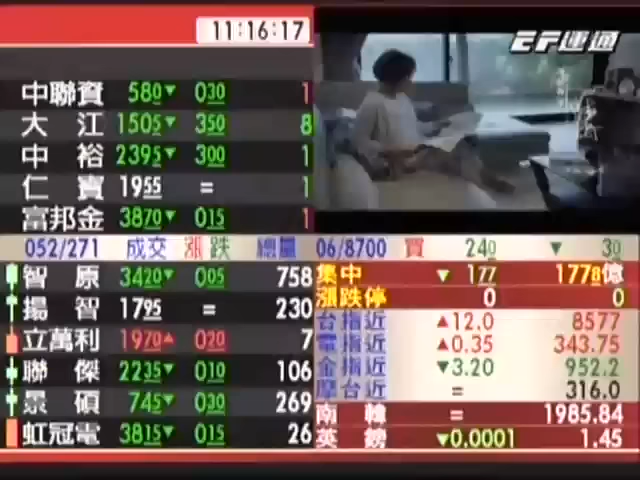 11:16:17
EF運通
中聯資 580▼ 030 1
大江 1505▼ 350 8
中裕 2395▼ 300 1
仁寶 1955 = 1
富邦金 3870▼ 015 1
052/271 成交 漲跌 總量
智原 3420▼ 005 758
揚智 1795 = 230
立萬利 1970▲ 020 7
聯傑 2235▼ 010 106
景碩 745▼ 030 269
虹冠電 3815▼ 015 26
06/8700 買 240 ▼ 30
集中 ▼ 177 1778億
漲跌停 0 0
台指近 ▲12.0 8577
電指近 ▲0.35 343.75
金指近 ▼3.20 952.2
摩台近 = 316.0
南韓 = 1985.84
英鎊 ▼0.0001 1.45